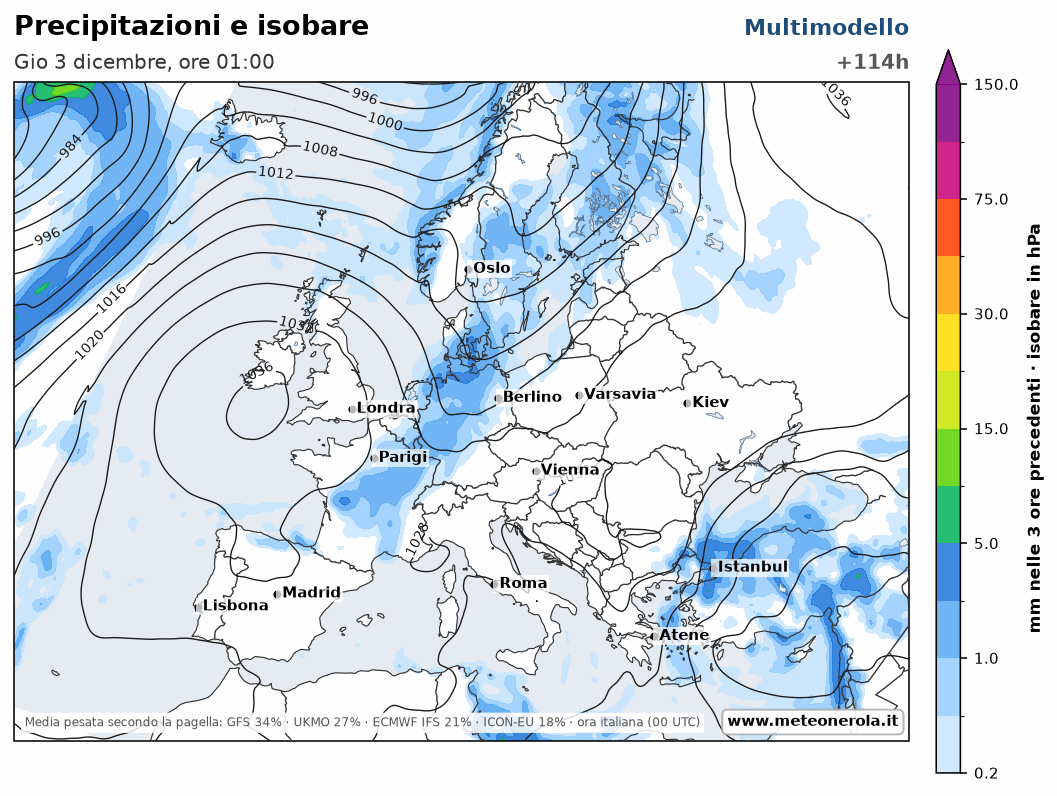 Precipitazioni e isobare
Multimodello
Gio 3 dicembre, ore 01:00
+114h
996
1000
1008
1012
1036
984
996
1016
1020
1036
1028
Oslo
Londra
Berlino
Varsavia
Kiev
Parigi
Vienna
Istanbul
Roma
Madrid
Lisbona
Atene
Media pesata secondo la pagella: GFS 34% · UKMO 27% · ECMWF IFS 21% · ICON-EU 18% · ora italiana (00 UTC)
www.meteonerola.it
150.0
75.0
30.0
15.0
5.0
1.0
0.2
mm nelle 3 ore precedenti · isobare in hPa